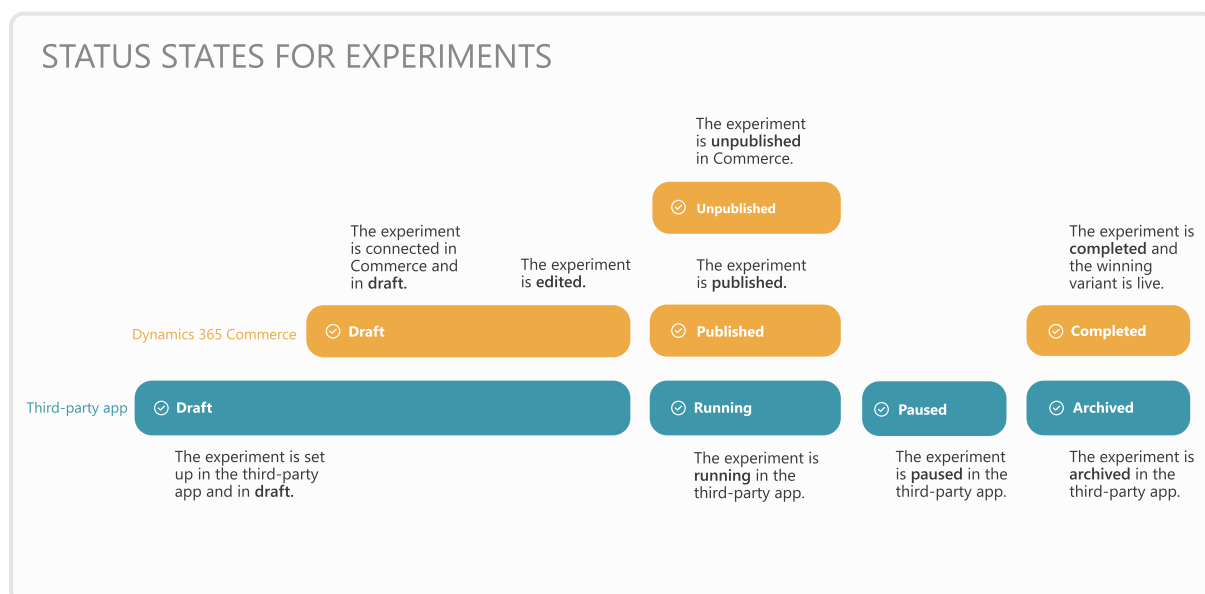 STATUS STATES FOR EXPERIMENTS
The experiment
is unpublished
in Commerce.
Unpublished
The experiment
is connected in
Commerce and
in draft.
The experiment
is edited.
The experiment
is published.
The experiment is
completed and
the winning
variant is live.
Dynamics 365 Commerce
Draft
Published
Completed
Third-party app
Draft
Running
Paused
Archived
The experiment is set
up in the third-party
app and in draft.
The experiment is
running in the
third-party app.
The experiment
is paused in the
third-party app.
The experiment is
archived in the
third-party app.